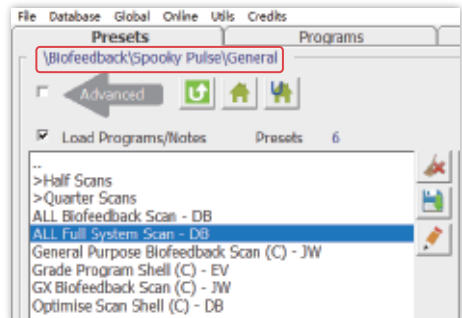 File Database Global Online Utils Credits
Presets Programs
\Biofeedback\Spooky Pulse\General
Advanced
Load Programs/Notes Presets 6
..
>Half Scans
>Quarter Scans
ALL Biofeedback Scan - DB
ALL Full System Scan - DB
General Purpose Biofeedback Scan (C) - JW
Grade Program Shell (C) - EV
GX Biofeedback Scan (C) - JW
Optimise Scan Shell (C) - DB